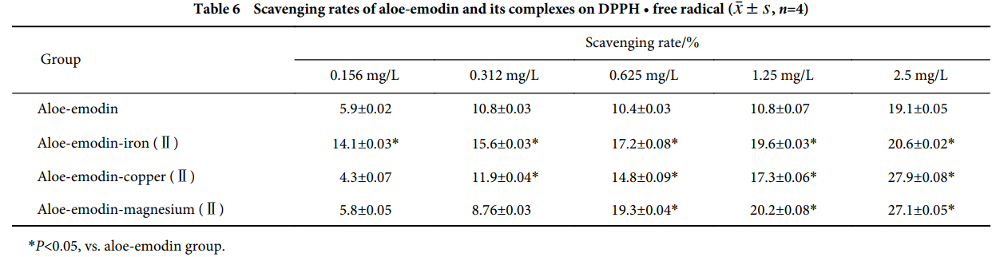 Table 6 Scavenging rates of aloe-emodin and its complexes on DPPH • free radical (x̄ ± s, n=4)
Group Scavenging rate/%
0.156 mg/L 0.312 mg/L 0.625 mg/L 1.25 mg/L 2.5 mg/L
Aloe-emodin 5.9±0.02 10.8±0.03 10.4±0.03 10.8±0.07 19.1±0.05
Aloe-emodin-iron (Ⅱ) 14.1±0.03* 15.6±0.03* 17.2±0.08* 19.6±0.03* 20.6±0.02*
Aloe-emodin-copper (Ⅱ) 4.3±0.07 11.9±0.04* 14.8±0.09* 17.3±0.06* 27.9±0.08*
Aloe-emodin-magnesium (Ⅱ) 5.8±0.05 8.76±0.03 19.3±0.04* 20.2±0.08* 27.1±0.05*
*P<0.05, vs. aloe-emodin group.